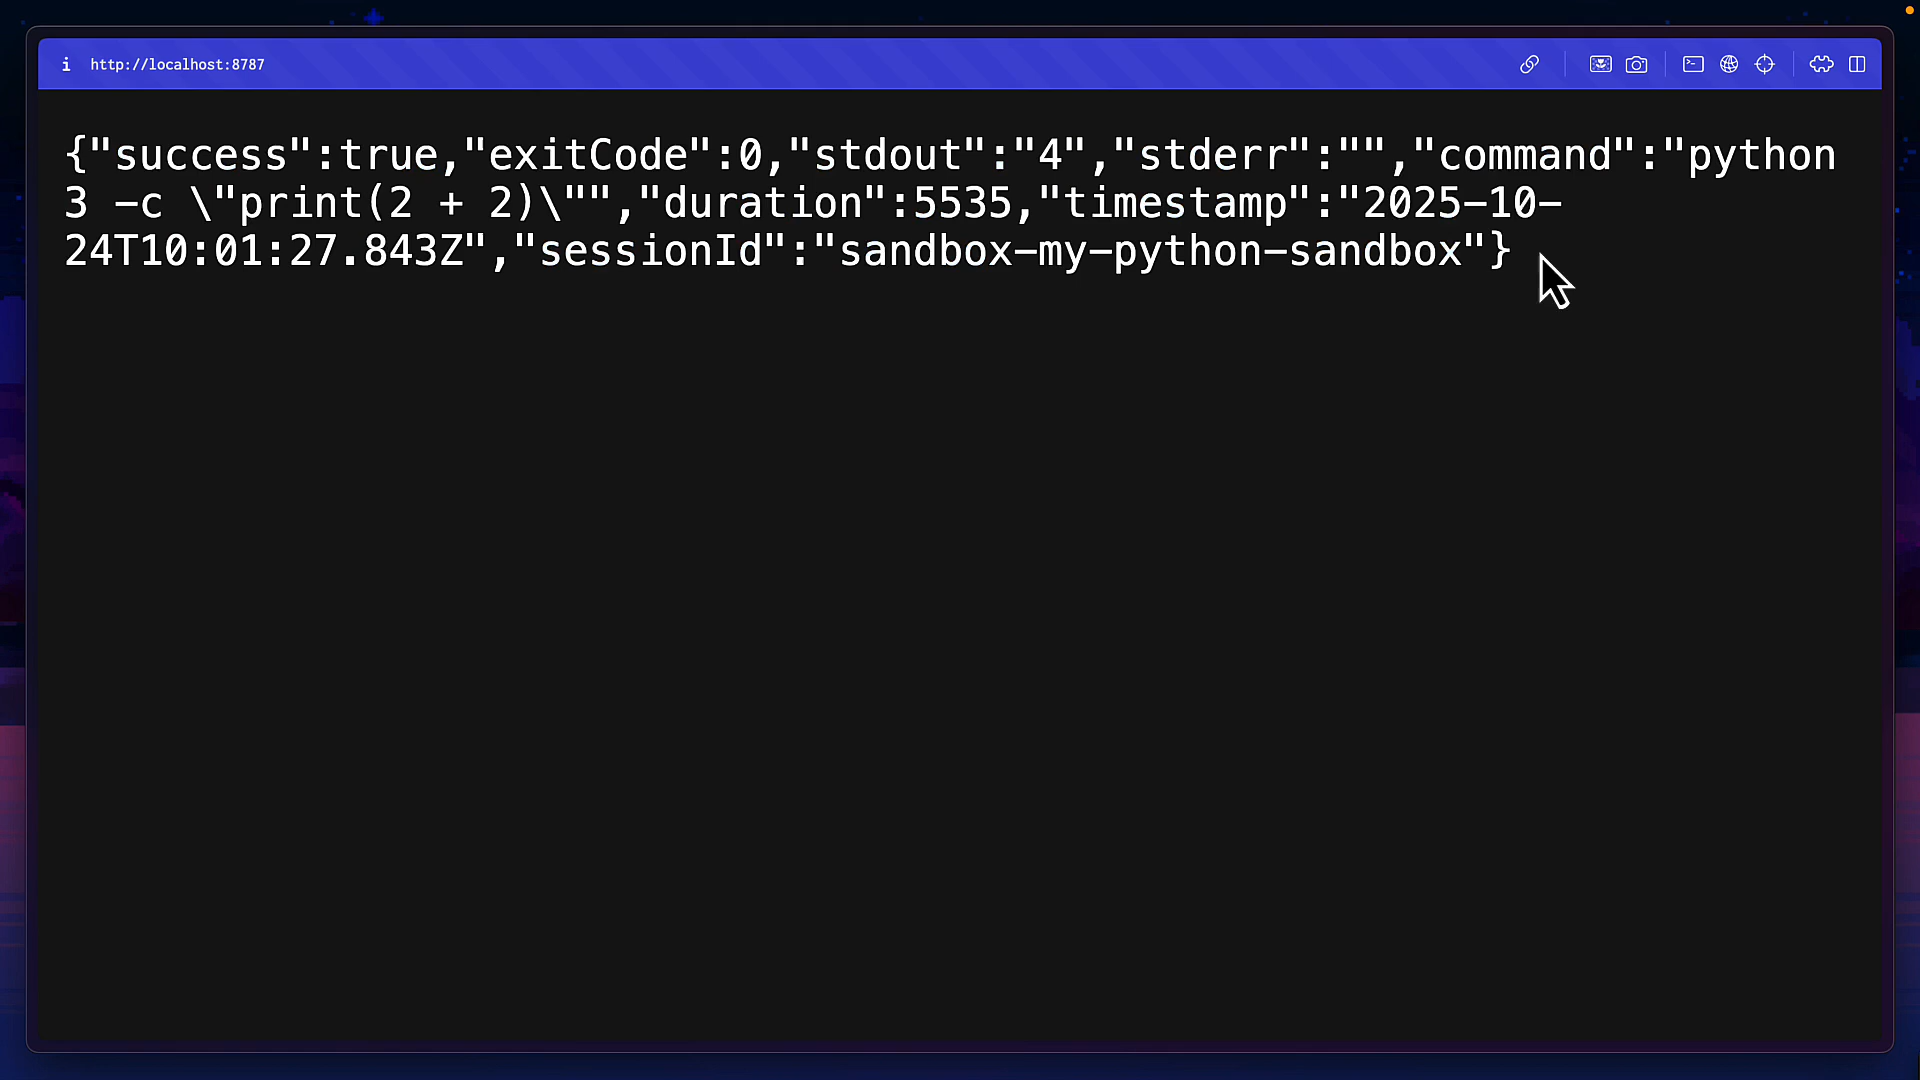 i http://localhost:8787
{"success":true,"exitCode":0,"stdout":"4","stderr":"","command":"python
3 -c \"print(2 + 2)\"","duration":5535,"timestamp":"2025-10-
24T10:01:27.843Z","sessionId":"sandbox-my-python-sandbox"}